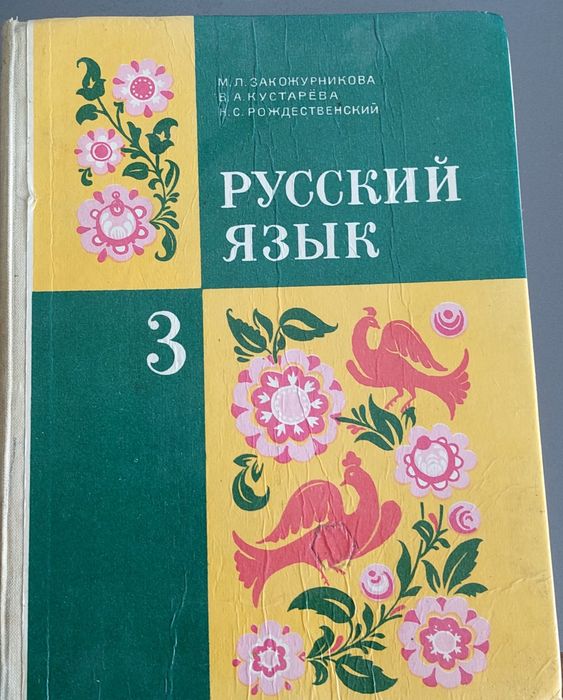 М. Л. ЗАКОЖУРНИКОВА
В. А. КУСТАРЁВА
Н. С. РОЖДЕСТВЕНСКИЙ
РУССКИЙ
ЯЗЫК
3